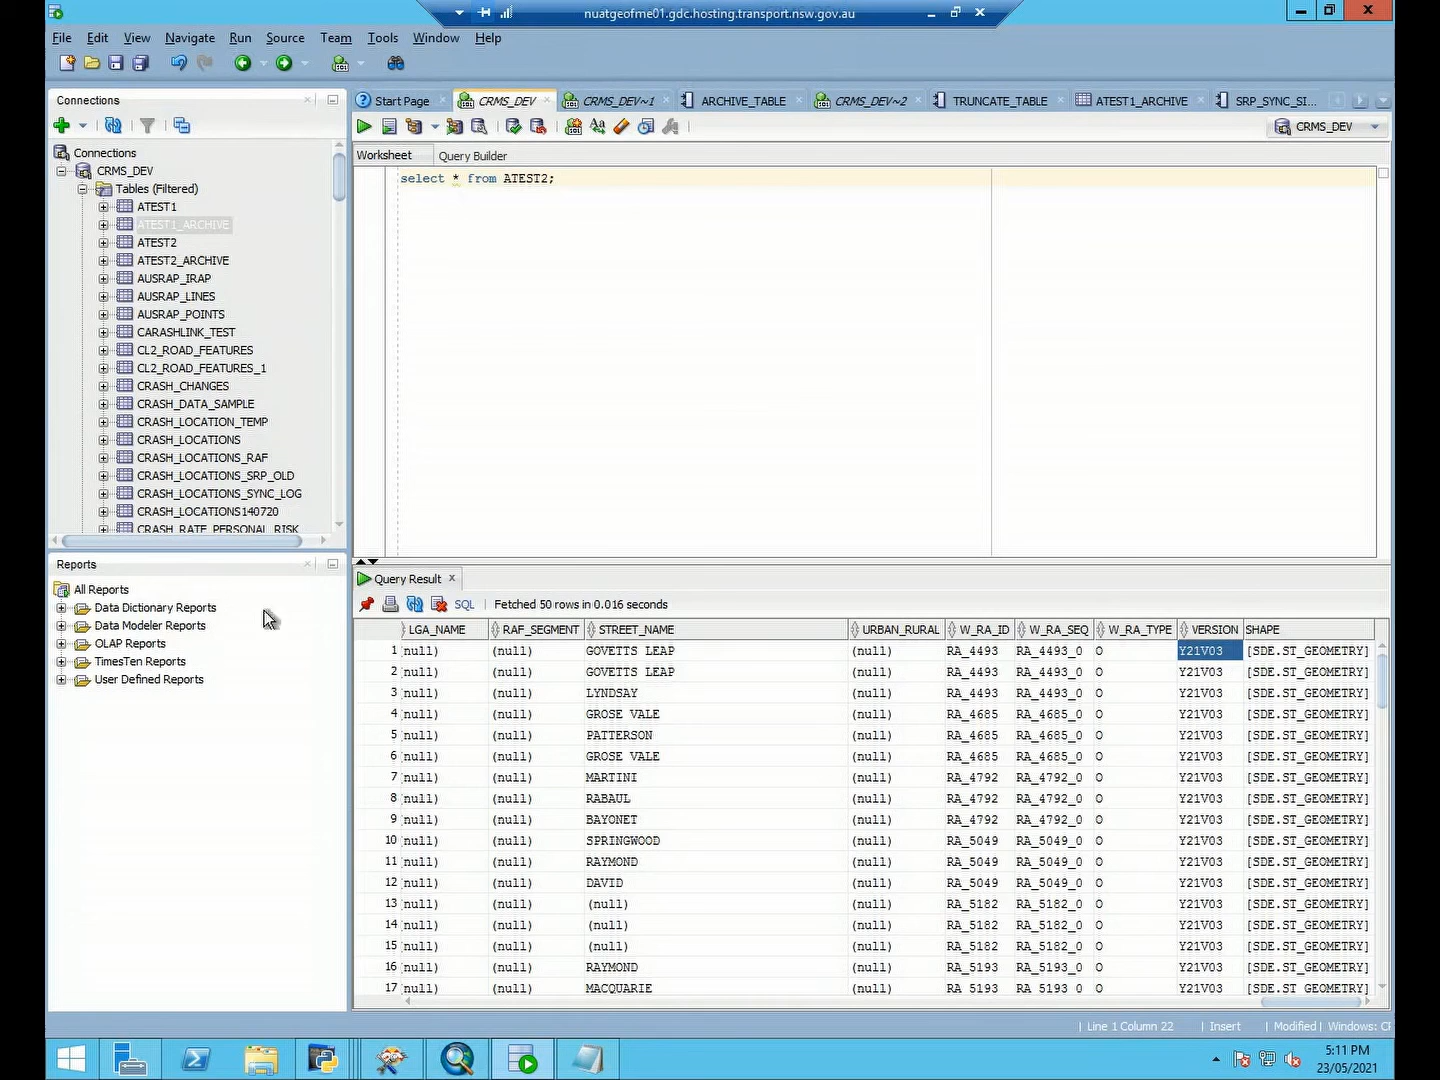 nuatgeofme01.gdc.hosting.transport.nsw.gov.au
File Edit View Navigate Run Source Team Tools Window Help
Connections
Start Page
CRMS_DEV
CRMS_DEV~1
ARCHIVE_TABLE
CRMS_DEV~2
TRUNCATE_TABLE
ATEST1_ARCHIVE
SRP_SYNC_SI...
CRMS_DEV
Worksheet
Query Builder
select * from ATEST2;
Connections
CRMS_DEV
Tables (Filtered)
ATEST1
ATEST1_ARCHIVE
ATEST2
ATEST2_ARCHIVE
AUSRAP_IRAP
AUSRAP_LINES
AUSRAP_POINTS
CARASHLINK_TEST
CL2_ROAD_FEATURES
CL2_ROAD_FEATURES_1
CRASH_CHANGES
CRASH_DATA_SAMPLE
CRASH_LOCATION_TEMP
CRASH_LOCATIONS
CRASH_LOCATIONS_RAF
CRASH_LOCATIONS_SRP_OLD
CRASH_LOCATIONS_SYNC_LOG
CRASH_LOCATIONS140720
CRASH_RATE_PERSONAL_RISK
Reports
All Reports
Data Dictionary Reports
Data Modeler Reports
OLAP Reports
TimesTen Reports
User Defined Reports
Query Result
SQL Fetched 50 rows in 0.016 seconds
LGA_NAME RAF_SEGMENT STREET_NAME URBAN_RURAL W_RA_ID W_RA_SEQ W_RA_TYPE VERSION SHAPE
1 (null) (null) GOVETTS LEAP (null) RA_4493 RA_4493_0 O Y21V03 [SDE.ST_GEOMETRY]
2 (null) (null) GOVETTS LEAP (null) RA_4493 RA_4493_0 O Y21V03 [SDE.ST_GEOMETRY]
3 (null) (null) LYNDSAY (null) RA_4493 RA_4493_0 O Y21V03 [SDE.ST_GEOMETRY]
4 (null) (null) GROSE VALE (null) RA_4685 RA_4685_0 O Y21V03 [SDE.ST_GEOMETRY]
5 (null) (null) PATTERSON (null) RA_4685 RA_4685_0 O Y21V03 [SDE.ST_GEOMETRY]
6 (null) (null) GROSE VALE (null) RA_4685 RA_4685_0 O Y21V03 [SDE.ST_GEOMETRY]
7 (null) (null) MARTINI (null) RA_4792 RA_4792_0 O Y21V03 [SDE.ST_GEOMETRY]
8 (null) (null) RABAUL (null) RA_4792 RA_4792_0 O Y21V03 [SDE.ST_GEOMETRY]
9 (null) (null) BAYONET (null) RA_4792 RA_4792_0 O Y21V03 [SDE.ST_GEOMETRY]
10 (null) (null) SPRINGWOOD (null) RA_5049 RA_5049_0 O Y21V03 [SDE.ST_GEOMETRY]
11 (null) (null) RAYMOND (null) RA_5049 RA_5049_0 O Y21V03 [SDE.ST_GEOMETRY]
12 (null) (null) DAVID (null) RA_5049 RA_5049_0 O Y21V03 [SDE.ST_GEOMETRY]
13 (null) (null) (null) (null) RA_5182 RA_5182_0 O Y21V03 [SDE.ST_GEOMETRY]
14 (null) (null) (null) (null) RA_5182 RA_5182_0 O Y21V03 [SDE.ST_GEOMETRY]
15 (null) (null) (null) (null) RA_5182 RA_5182_0 O Y21V03 [SDE.ST_GEOMETRY]
16 (null) (null) RAYMOND (null) RA_5193 RA_5193_0 O Y21V03 [SDE.ST_GEOMETRY]
17 (null) (null) MACQUARIE (null) RA_5193 RA_5193_0 O Y21V03 [SDE.ST_GEOMETRY]
Line 1 Column 22 Insert Modified Windows: CF
5:11 PM
23/05/2021